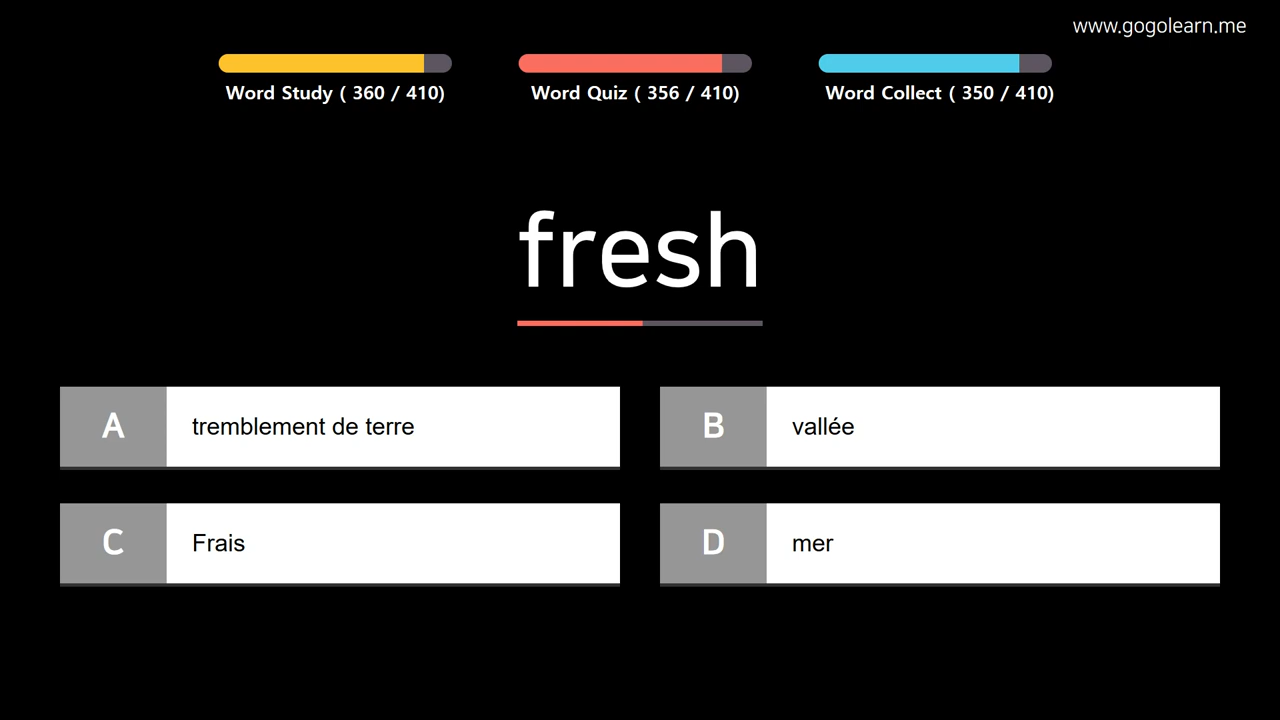 www.gogolearn.me
Word Study ( 360 / 410)
Word Quiz ( 356 / 410)
Word Collect ( 350 / 410)
fresh
A tremblement de terre
B vallée
C Frais
D mer